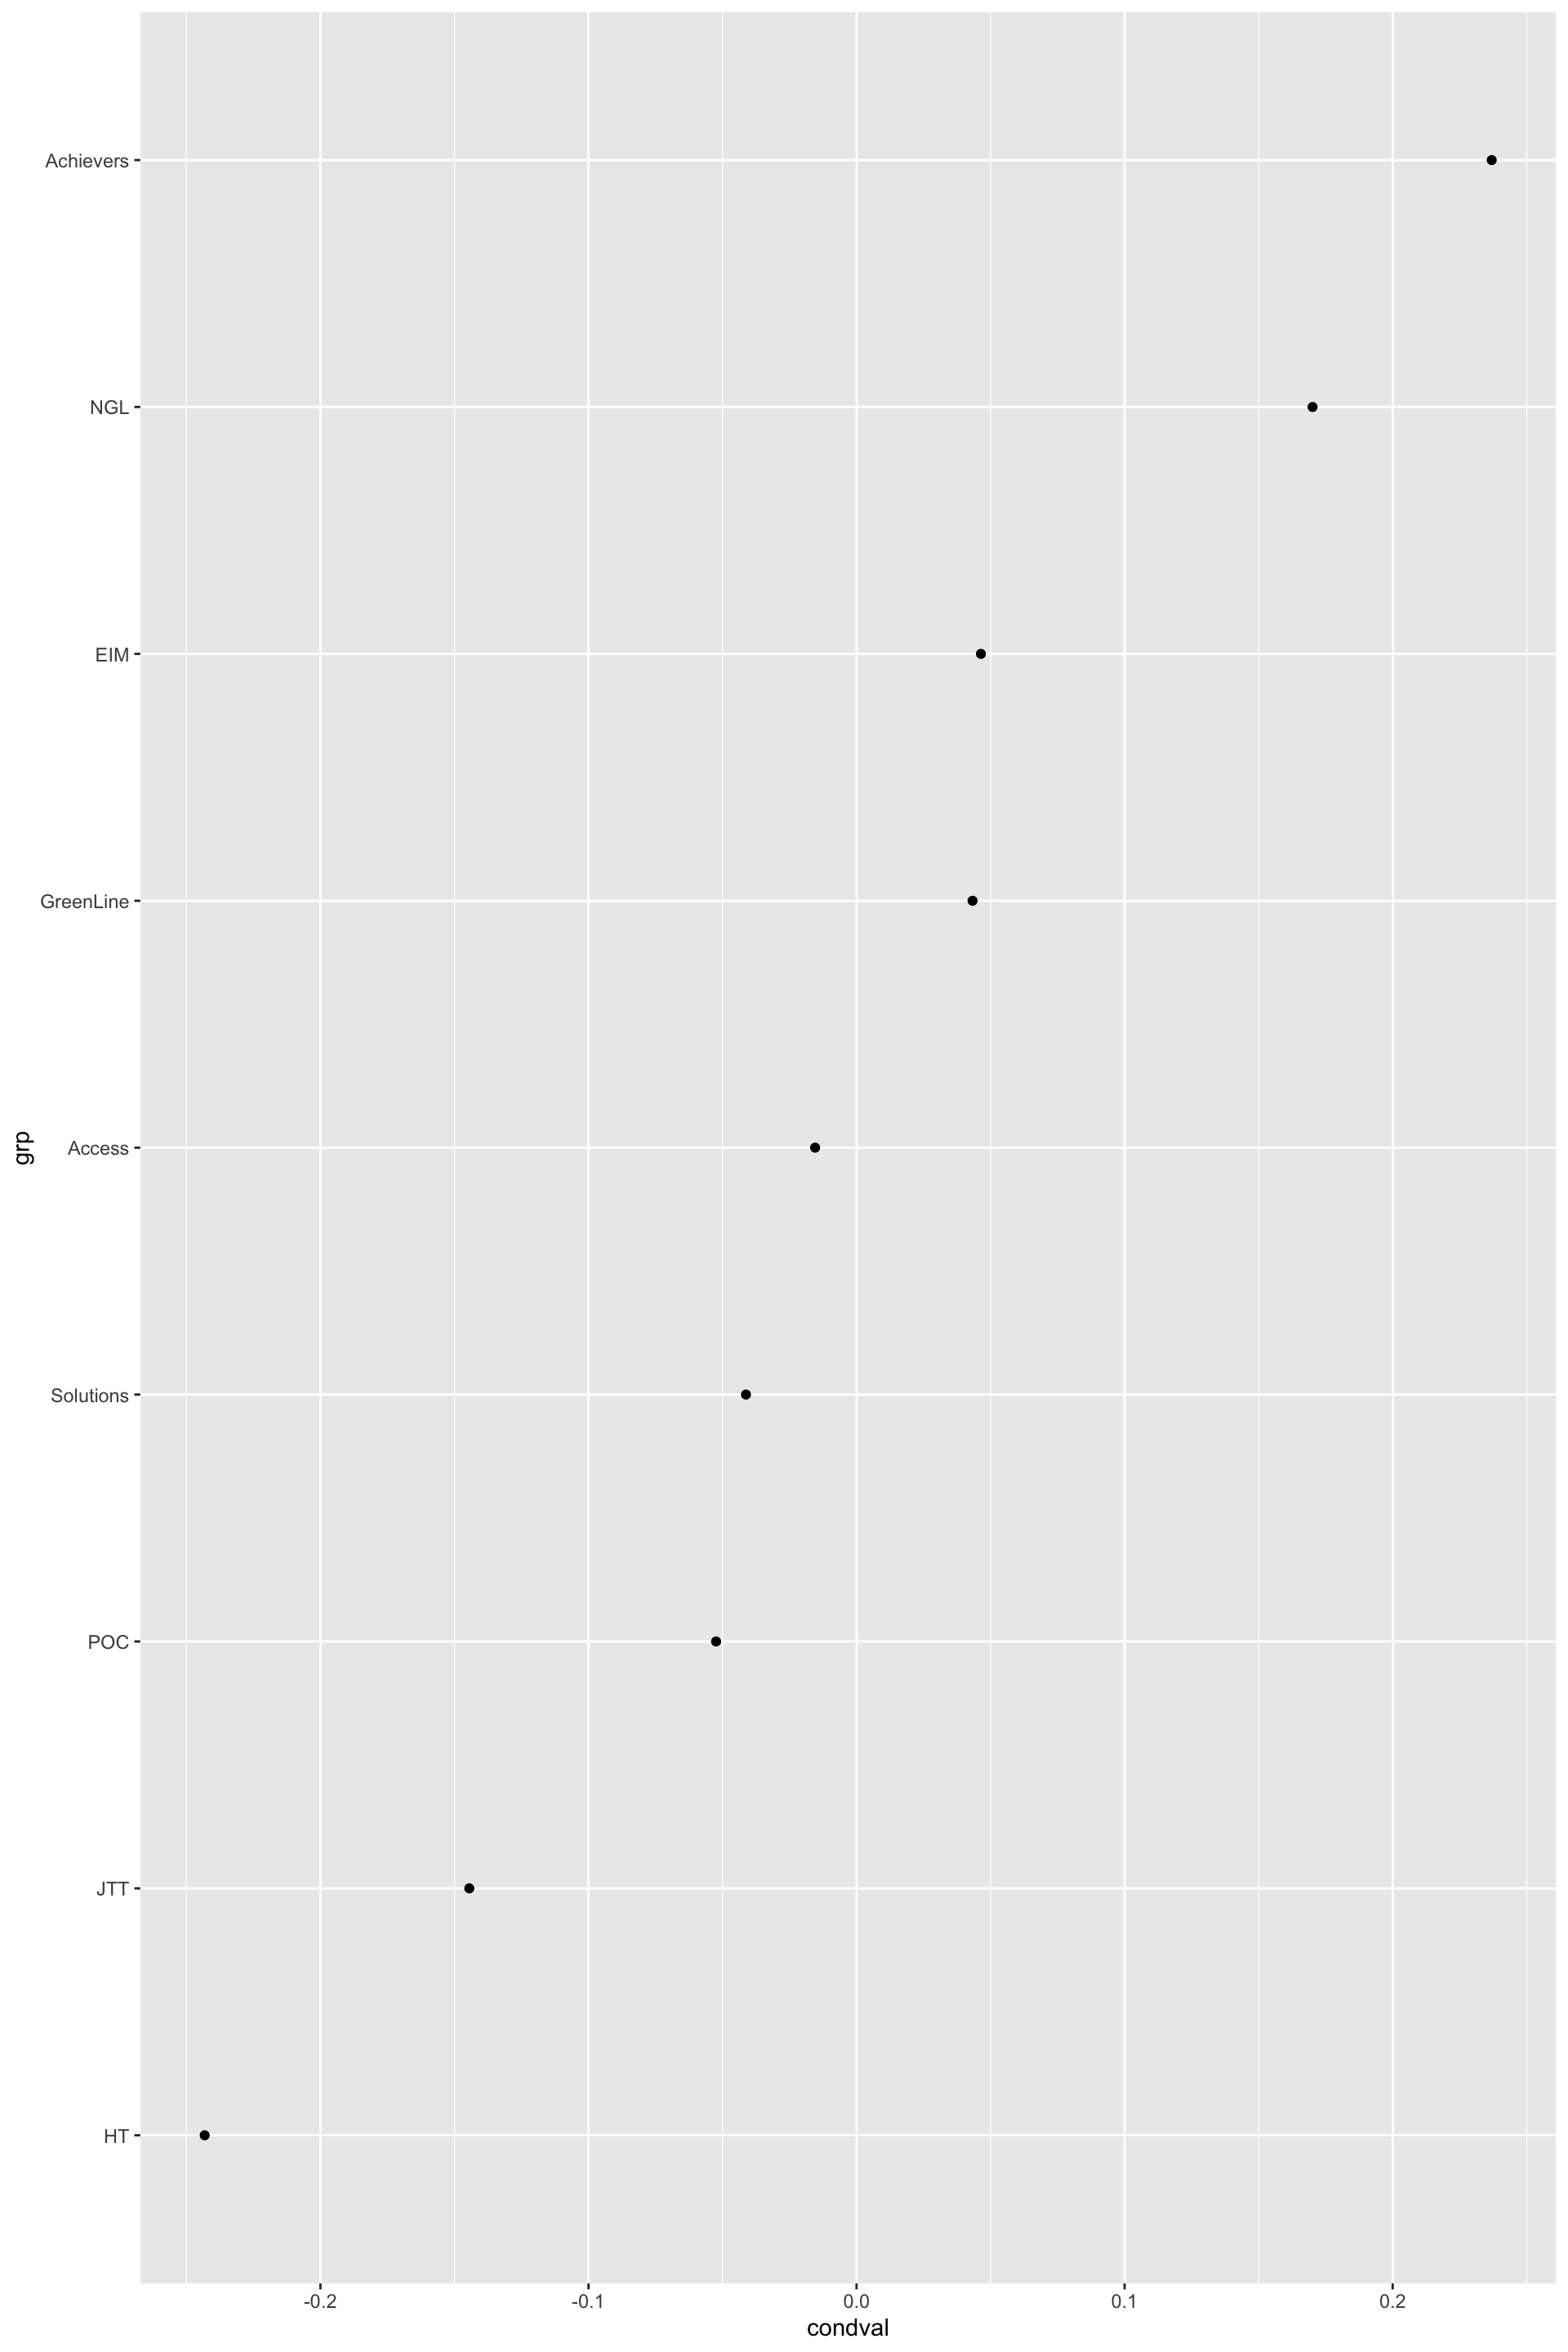 Achievers
NGL
EIM
GreenLine
Access
Solutions
POC
JTT
HT
grp
-0.2 -0.1 0.0 0.1 0.2
condval